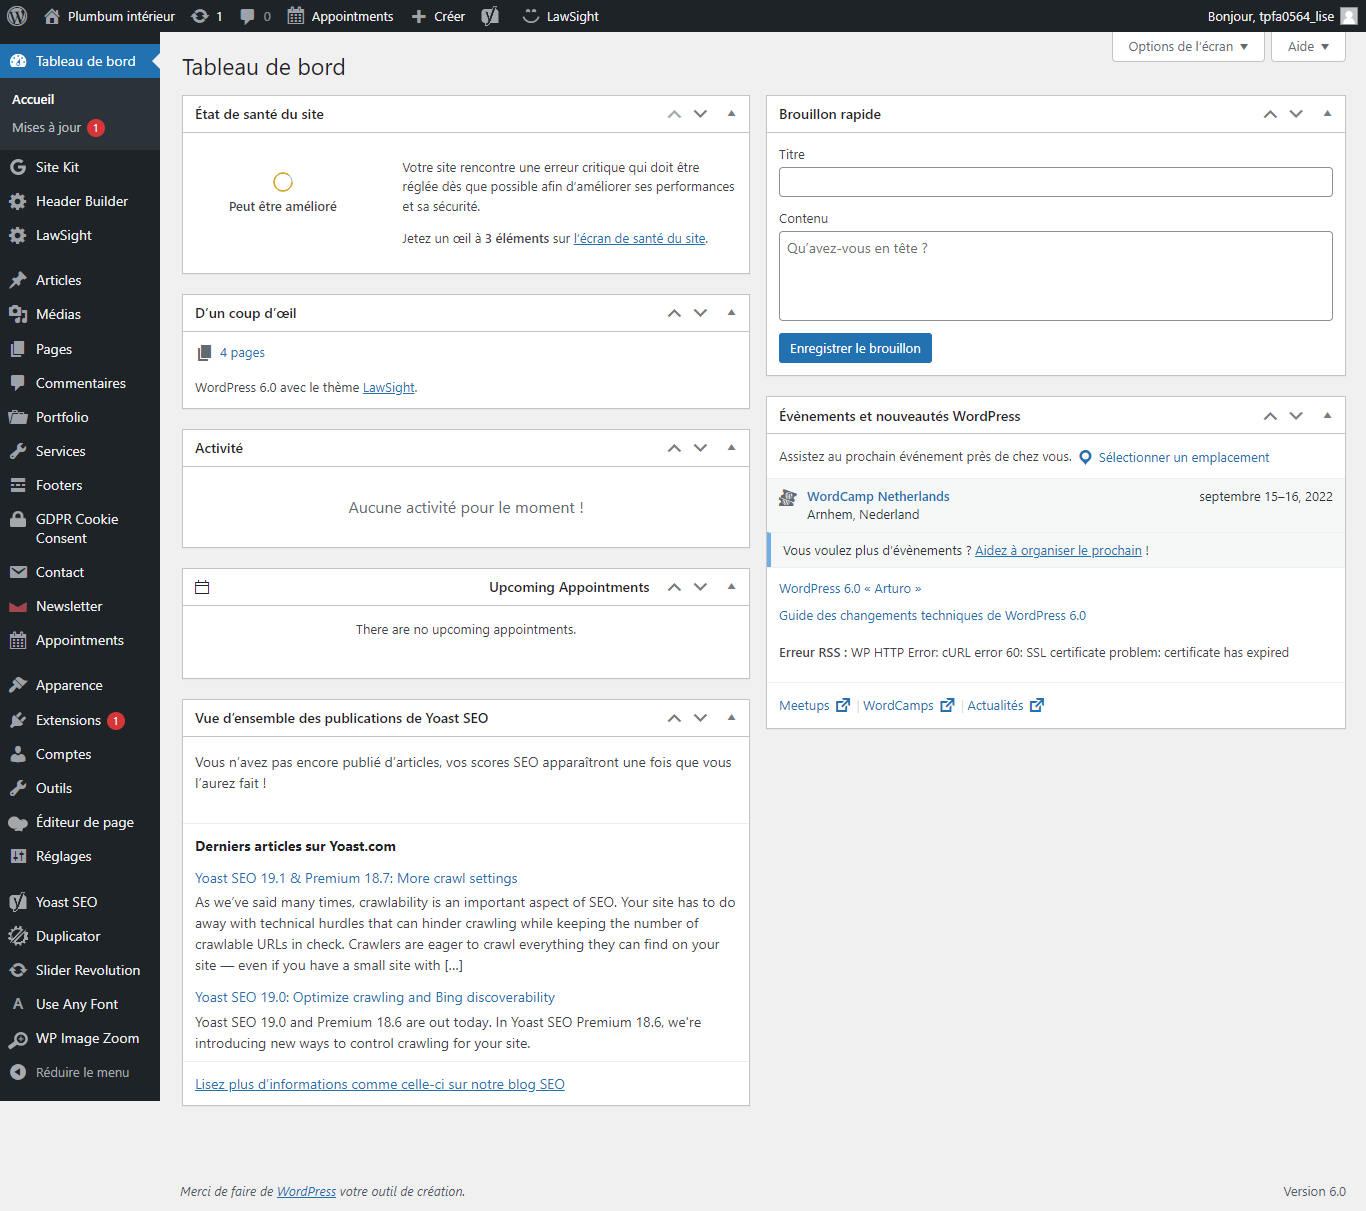 Plumbum intérieur
1
0
Appointments
Créer
LawSight
Bonjour, tpfa0564_lise
Tableau de bord
Accueil
Mises à jour 1
Site Kit
Header Builder
LawSight
Articles
Médias
Pages
Commentaires
Portfolio
Services
Footers
GDPR Cookie
Consent
Contact
Newsletter
Appointments
Apparence
Extensions 1
Comptes
Outils
Éditeur de page
Réglages
Yoast SEO
Duplicator
Slider Revolution
Use Any Font
WP Image Zoom
Réduire le menu
Options de l’écran
Aide
Tableau de bord
État de santé du site
Peut être amélioré
Votre site rencontre une erreur critique qui doit être
réglée dès que possible afin d’améliorer ses performances
et sa sécurité.
Jetez un œil à 3 éléments sur l’écran de santé du site.
D’un coup d’œil
4 pages
WordPress 6.0 avec le thème LawSight.
Activité
Aucune activité pour le moment !
Upcoming Appointments
There are no upcoming appointments.
Vue d’ensemble des publications de Yoast SEO
Vous n’avez pas encore publié d’articles, vos scores SEO apparaîtront une fois que vous
l’aurez fait !
Derniers articles sur Yoast.com
Yoast SEO 19.1 & Premium 18.7: More crawl settings
As we’ve said many times, crawlability is an important aspect of SEO. Your site has to do
away with technical hurdles that can hinder crawling while keeping the number of
crawlable URLs in check. Crawlers are eager to crawl everything they can find on your
site — even if you have a small site with […]
Yoast SEO 19.0: Optimize crawling and Bing discoverability
Yoast SEO 19.0 and Premium 18.6 are out today. In Yoast SEO Premium 18.6, we're
introducing new ways to control crawling for your site.
Lisez plus d’informations comme celle-ci sur notre blog SEO
Brouillon rapide
Titre
Contenu
Qu’avez-vous en tête ?
Enregistrer le brouillon
Évènements et nouveautés WordPress
Assistez au prochain événement près de chez vous. Sélectionner un emplacement
WordCamp Netherlands
septembre 15–16, 2022
Arnhem, Nederland
Vous voulez plus d’évènements ? Aidez à organiser le prochain !
WordPress 6.0 « Arturo »
Guide des changements techniques de WordPress 6.0
Erreur RSS : WP HTTP Error: cURL error 60: SSL certificate problem: certificate has expired
Meetups | WordCamps | Actualités
Merci de faire de WordPress votre outil de création.
Version 6.0